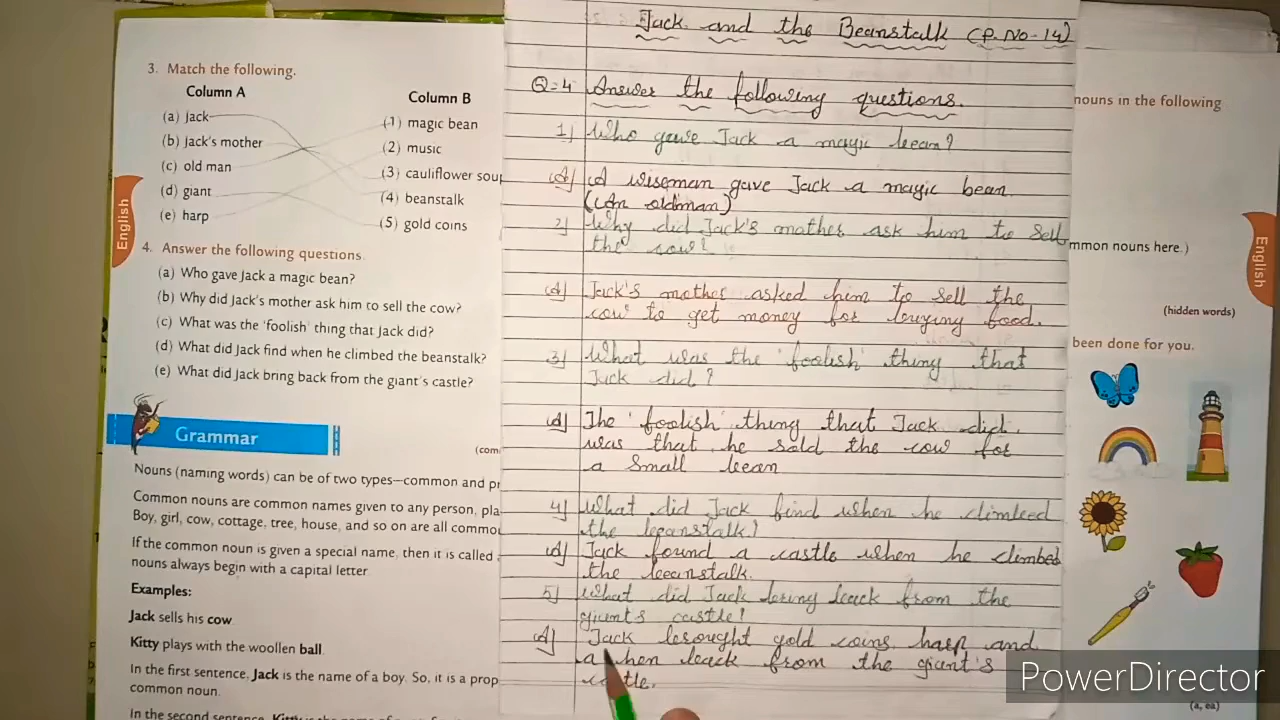 3. Match the following.
Column A
Column B
(a) Jack
(1) magic bean
(b) Jack's mother
(2) music
(c) old man
(3) cauliflower sou
(d) giant
(4) beanstalk
(e) harp
(5) gold coins
English
4. Answer the following questions.
(a) Who gave Jack a magic bean?
(b) Why did Jack's mother ask him to sell the cow?
(c) What was the 'foolish' thing that Jack did?
(d) What did Jack find when he climbed the beanstalk?
(e) What did Jack bring back from the giant's castle?
Grammar
(com
Nouns (naming words) can be of two types—common and pr
Common nouns are common names given to any person, pla
Boy, girl, cow, cottage, tree, house, and so on are all commo
If the common noun is given a special name, then it is called
nouns always begin with a capital letter
Examples:
Jack sells his cow.
Kitty plays with the woollen ball.
In the first sentence, Jack is the name of a boy. So, it is a prop
common noun.
In the second sentence, Kitty is the name of
Jack and the Beanstalk (P.No-14)
Q=4 Answer the following questions.
1) Who gave Jack a magic bean?
A) A wiseman gave Jack a magic bean
(An oldman)
2) Why did Jack's mother ask him to sell
the cow?
A) Jack's mother asked him to sell the
cow to get money for buying food.
3) What was the 'foolish' thing that
Jack did?
A) The 'foolish' thing that Jack did.
was that he sold the cow for
a small bean
4) What did Jack find when he climbed
the beanstalk?
A) Jack found a castle when he climbed
the beanstalk.
5) What did Jack bring back from the
giant's castle?
A) Jack brought gold coins harp and
a hen back from the giant's
castle.
nouns in the following
mmon nouns here.)
English
(hidden words)
been done for you.
(a, ea)
PowerDirector